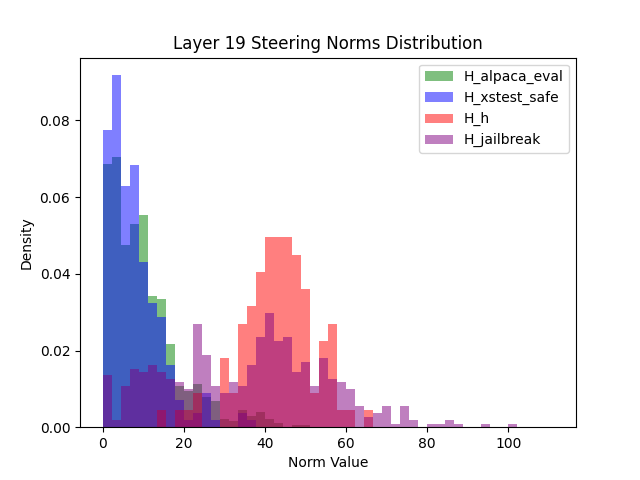 Layer 19 Steering Norms Distribution
H_alpaca_eval
H_xstest_safe
H_h
H_jailbreak
Density
0.08
0.06
0.04
0.02
0.00
0
20
40
60
80
100
Norm Value